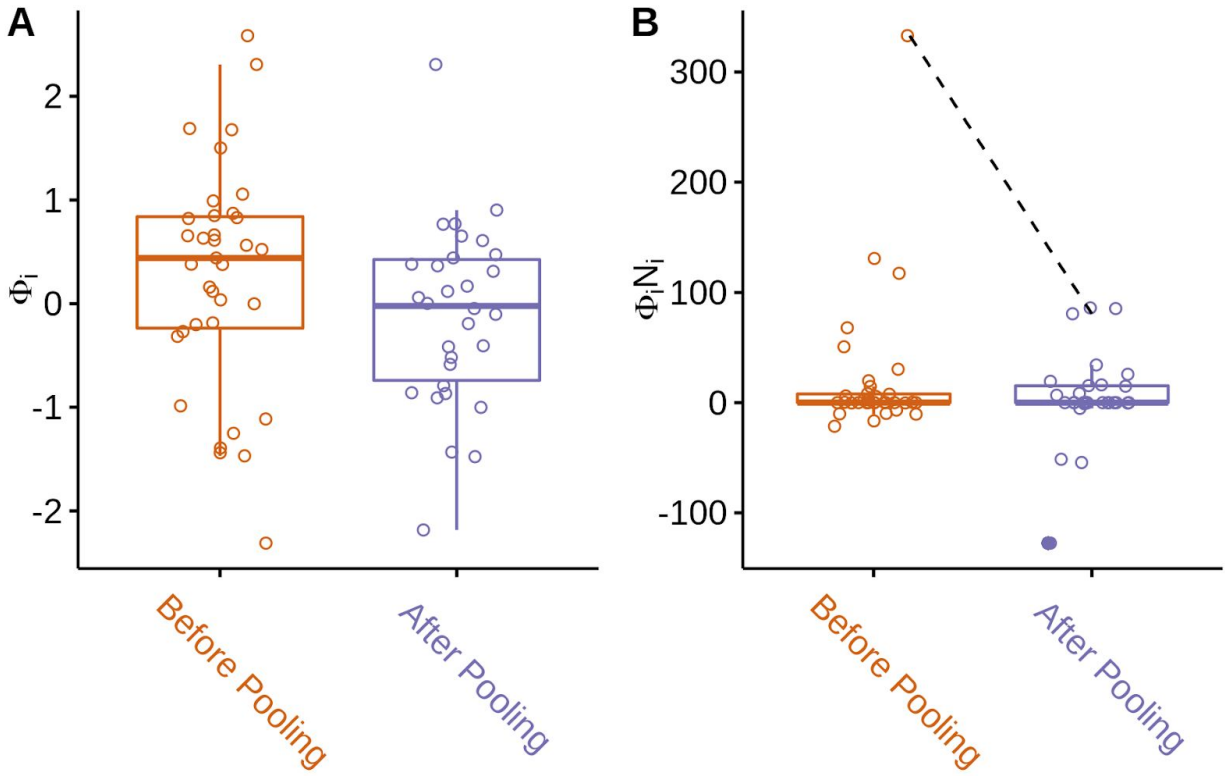 A
2
1
0
-1
-2
Φi
Before Pooling
After Pooling
B
300
200
100
0
-100
ΦiNi
Before Pooling
After Pooling